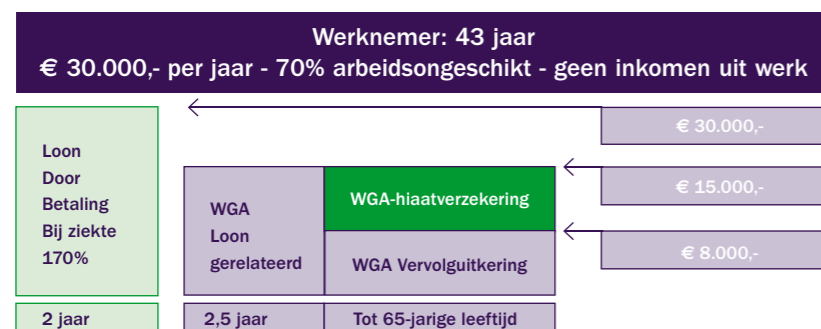 Werknemer: 43 jaar
€ 30.000,- per jaar - 70% arbeidsongeschikt - geen inkomen uit werk
Loon
Door
Betaling
Bij ziekte
170%
2 jaar
WGA
Loon
gerelateerd
2,5 jaar
WGA-hiaatverzekering
WGA Vervolguitkering
Tot 65-jarige leeftijd
€ 30.000,-
€ 15.000,-
€ 8.000,-